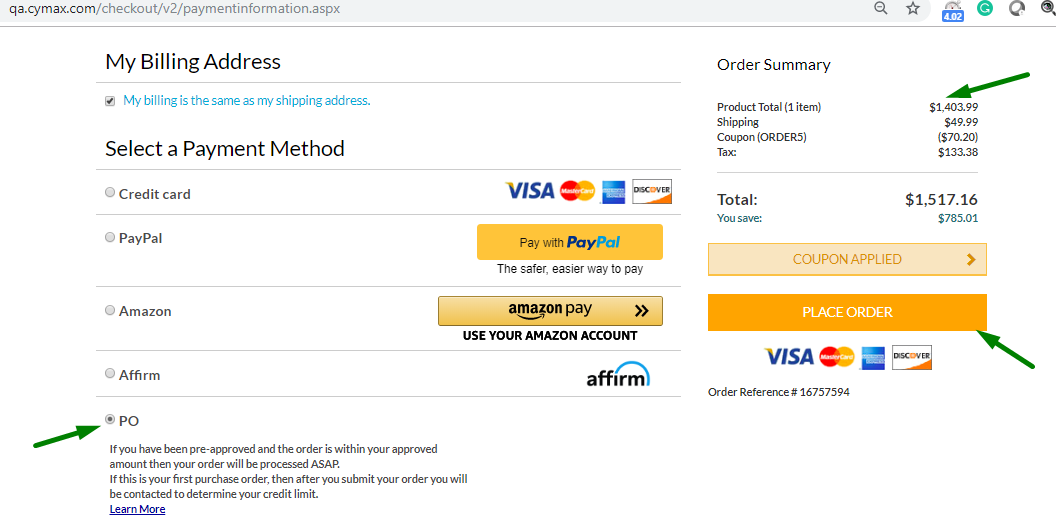 qa.cymax.com/checkout/v2/paymentinformation.aspx
4.02
My Billing Address
My billing is the same as my shipping address.
Select a Payment Method
Credit card
VISA MasterCard AMERICAN EXPRESS DISCOVER
PayPal
Pay with PayPal
The safer, easier way to pay
Amazon
amazon pay
USE YOUR AMAZON ACCOUNT
Affirm
affirm
PO
If you have been pre-approved and the order is within your approved
amount then your order will be processed ASAP.
If this is your first purchase order, then after you submit your order you will
be contacted to determine your credit limit.
Learn More
Order Summary
Product Total (1 item) $1,403.99
Shipping $49.99
Coupon (ORDER5) ($70.20)
Tax: $133.38
Total: $1,517.16
You save: $785.01
COUPON APPLIED
PLACE ORDER
VISA MasterCard AMERICAN EXPRESS DISCOVER
Order Reference # 16757594